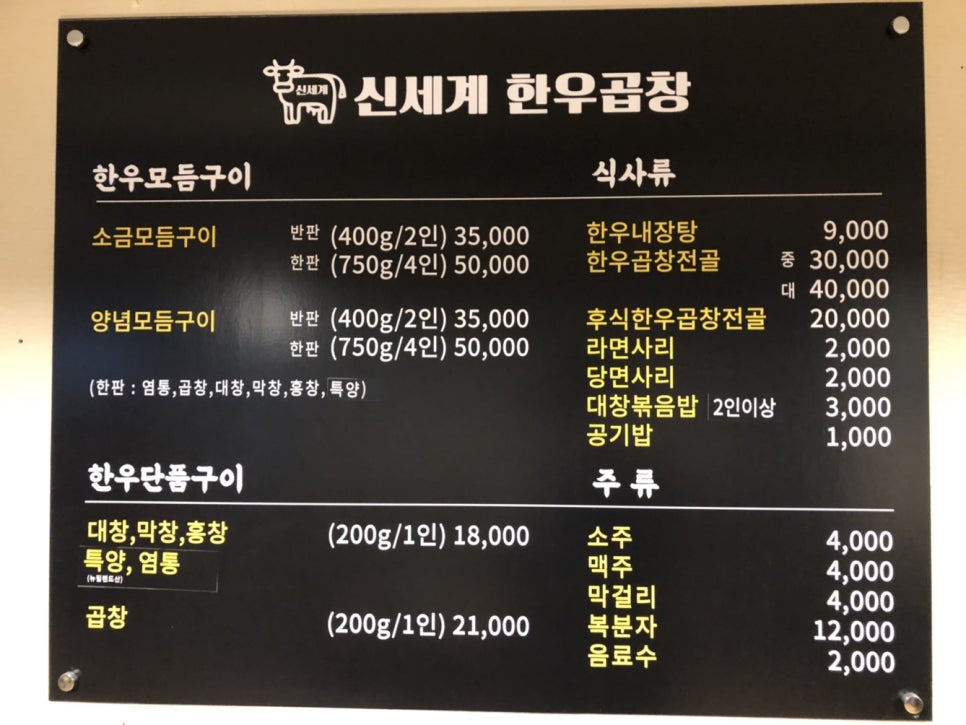 신세계
신세계 한우곱창
한우모듬구이
소금모듬구이 반판 (400g/2인) 35,000
한판 (750g/4인) 50,000
양념모듬구이 반판 (400g/2인) 35,000
한판 (750g/4인) 50,000
(한판 : 염통,곱창,대창,막창,홍창,특양)
한우단품구이
대창,막창,홍창 (200g/1인) 18,000
특양, 염통
(뉴질랜드산)
곱창 (200g/1인) 21,000
식사류
한우내장탕 9,000
한우곱창전골 중 30,000
대 40,000
후식한우곱창전골 20,000
라면사리 2,000
당면사리 2,000
대창볶음밥 2인이상 3,000
공기밥 1,000
주 류
소주 4,000
맥주 4,000
막걸리 4,000
복분자 12,000
음료수 2,000